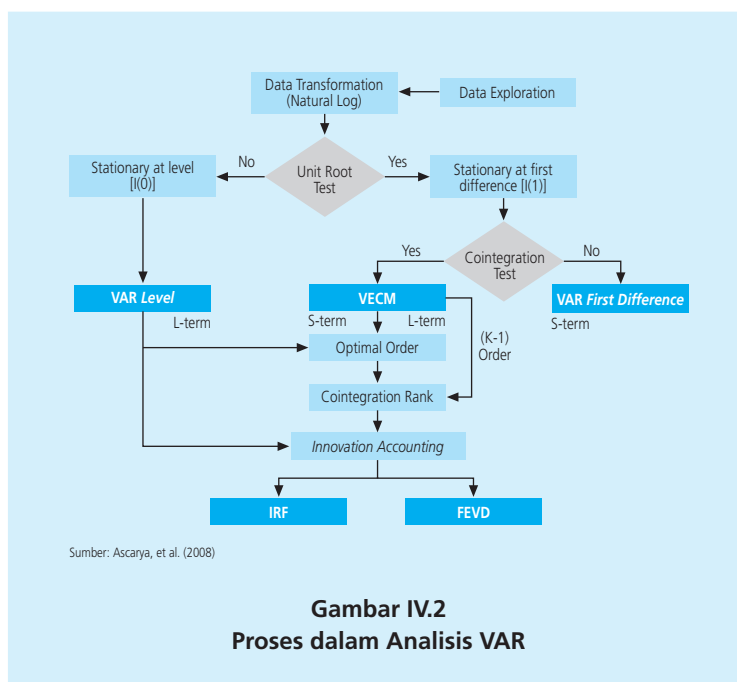 Data Transformation
(Natural Log)
Data Exploration
Stationary at level
[I(O)]
No
Unit Root
Test
Yes
Stationary at first
difference [I(1)]
Yes
Cointegration
Test
No
VAR Level
L-term
VECM
S-term
L-term
VAR First Difference
S-term
(K-1)
Order
Optimal Order
Cointegration Rank
Innovation Accounting
IRF
FEVD
Sumber: Ascarya, et al. (2008)
Gambar IV.2
Proses dalam Analisis VAR